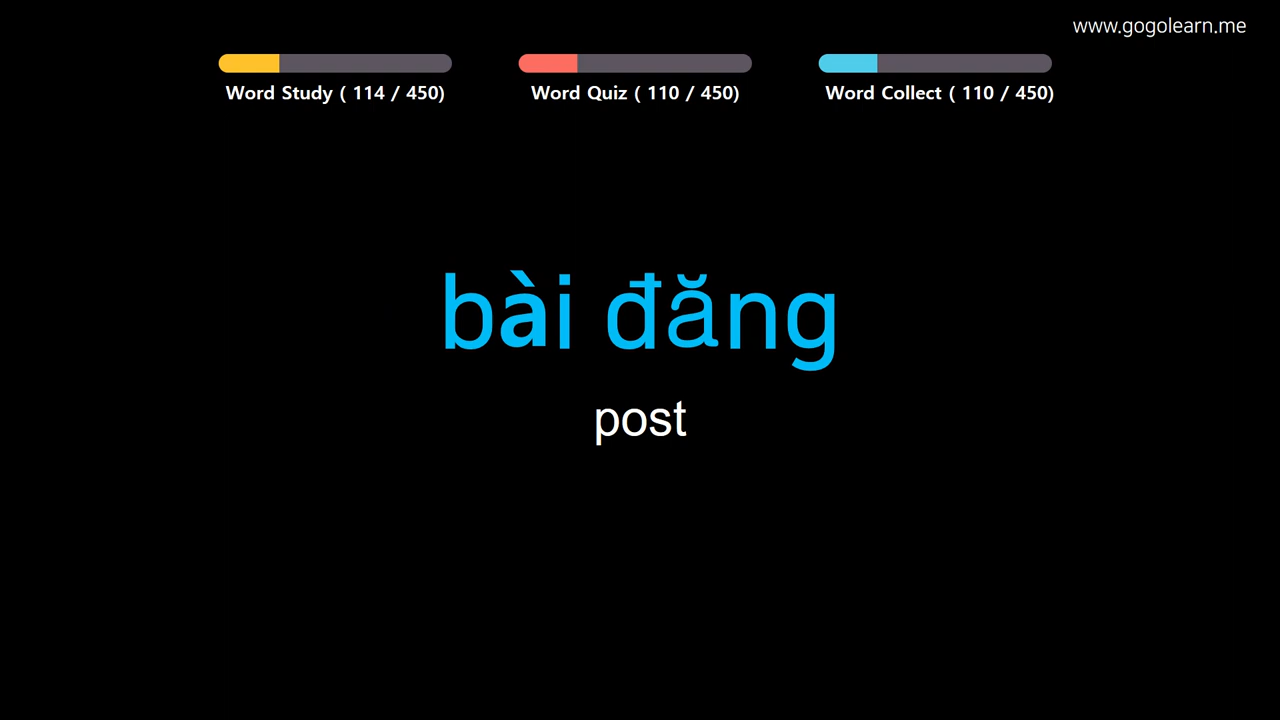 www.gogolearn.me
Word Study ( 114 / 450)
Word Quiz ( 110 / 450)
Word Collect ( 110 / 450)
bài đăng
post